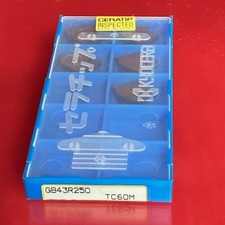 CERATIP
INSPECTED
セラチップ
KYOCERA
GB43R250
TC60M